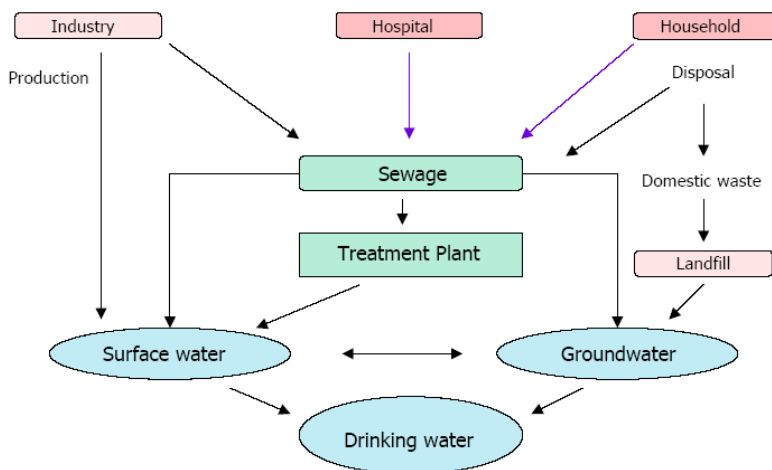 Industry
Hospital
Household
Production
Disposal
Sewage
Domestic waste
Treatment Plant
Landfill
Surface water
Groundwater
Drinking water